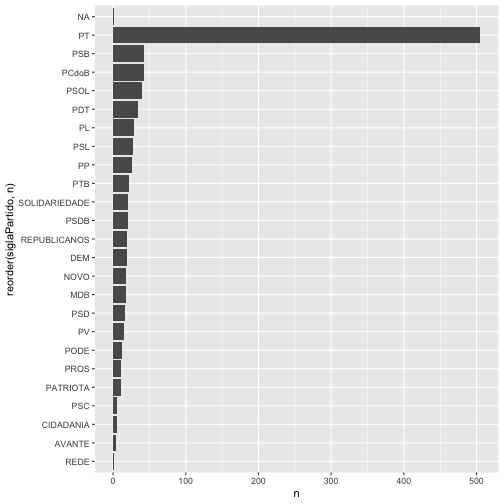 NA
PT
PSB
PCdoB
PSOL
PDT
PL
PSL
PP
PTB
SOLIDARIEDADE
PSDB
REPUBLICANOS
DEM
NOVO
MDB
PSD
PV
PODE
PROS
PATRIOTA
PSC
CIDADANIA
AVANTE
REDE
reorder(siglaPartido, n)
0 100 200 300 400 500
n